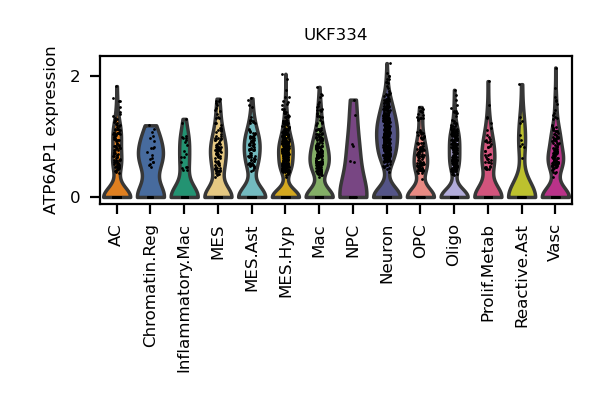 UKF334
ATP6AP1 expression
2
0
AC
Chromatin.Reg
Inflammatory.Mac
MES
MES.Ast
MES.Hyp
Mac
NPC
Neuron
OPC
Oligo
Prolif.Metab
Reactive.Ast
Vasc